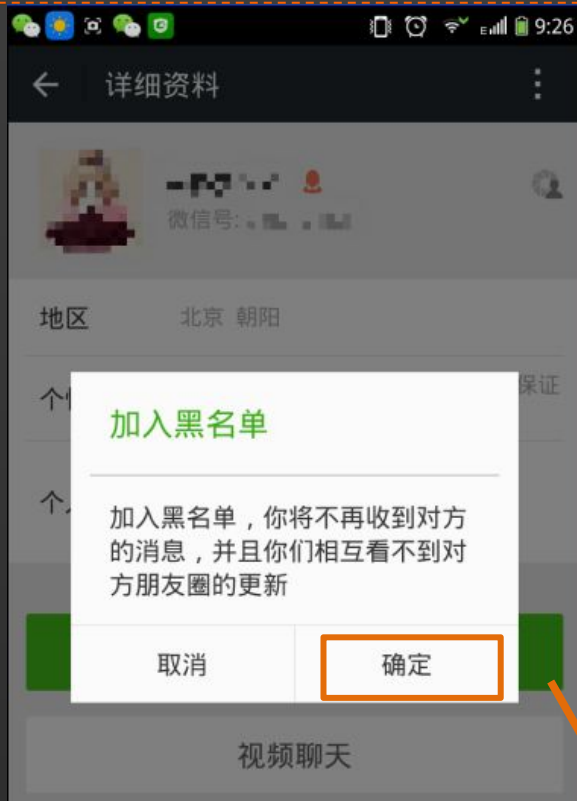 9:26
详细资料
微信号:
地区 北京 朝阳
保证
加入黑名单
加入黑名单，你将不再收到对方
的消息，并且你们相互看不到对
方朋友圈的更新
取消 确定
视频聊天